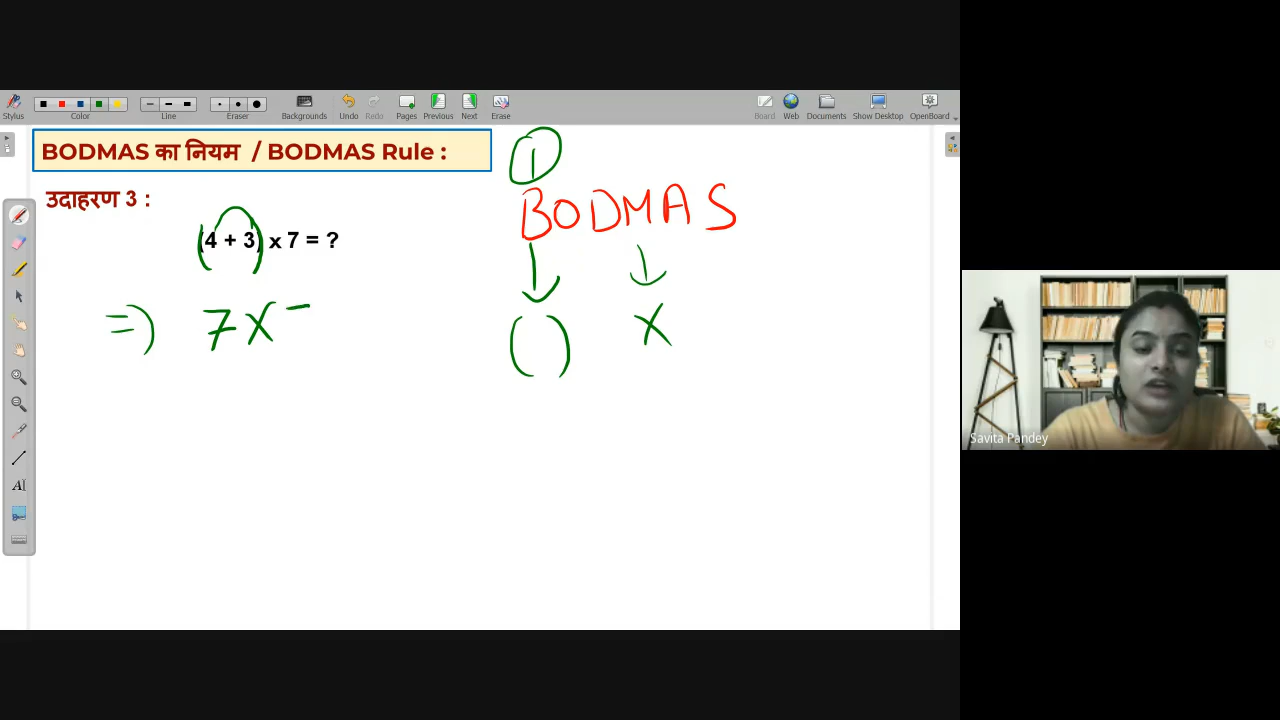 Stylus Color Line Eraser Backgrounds Undo Redo Pages Previous Next Erase Board Web Documents Show Desktop OpenBoard
BODMAS का नियम / BODMAS Rule :
1
उदाहरण 3 :
BODMAS
(4 + 3) x 7 = ?
=) 7 X
( ) X
Savita Pandey